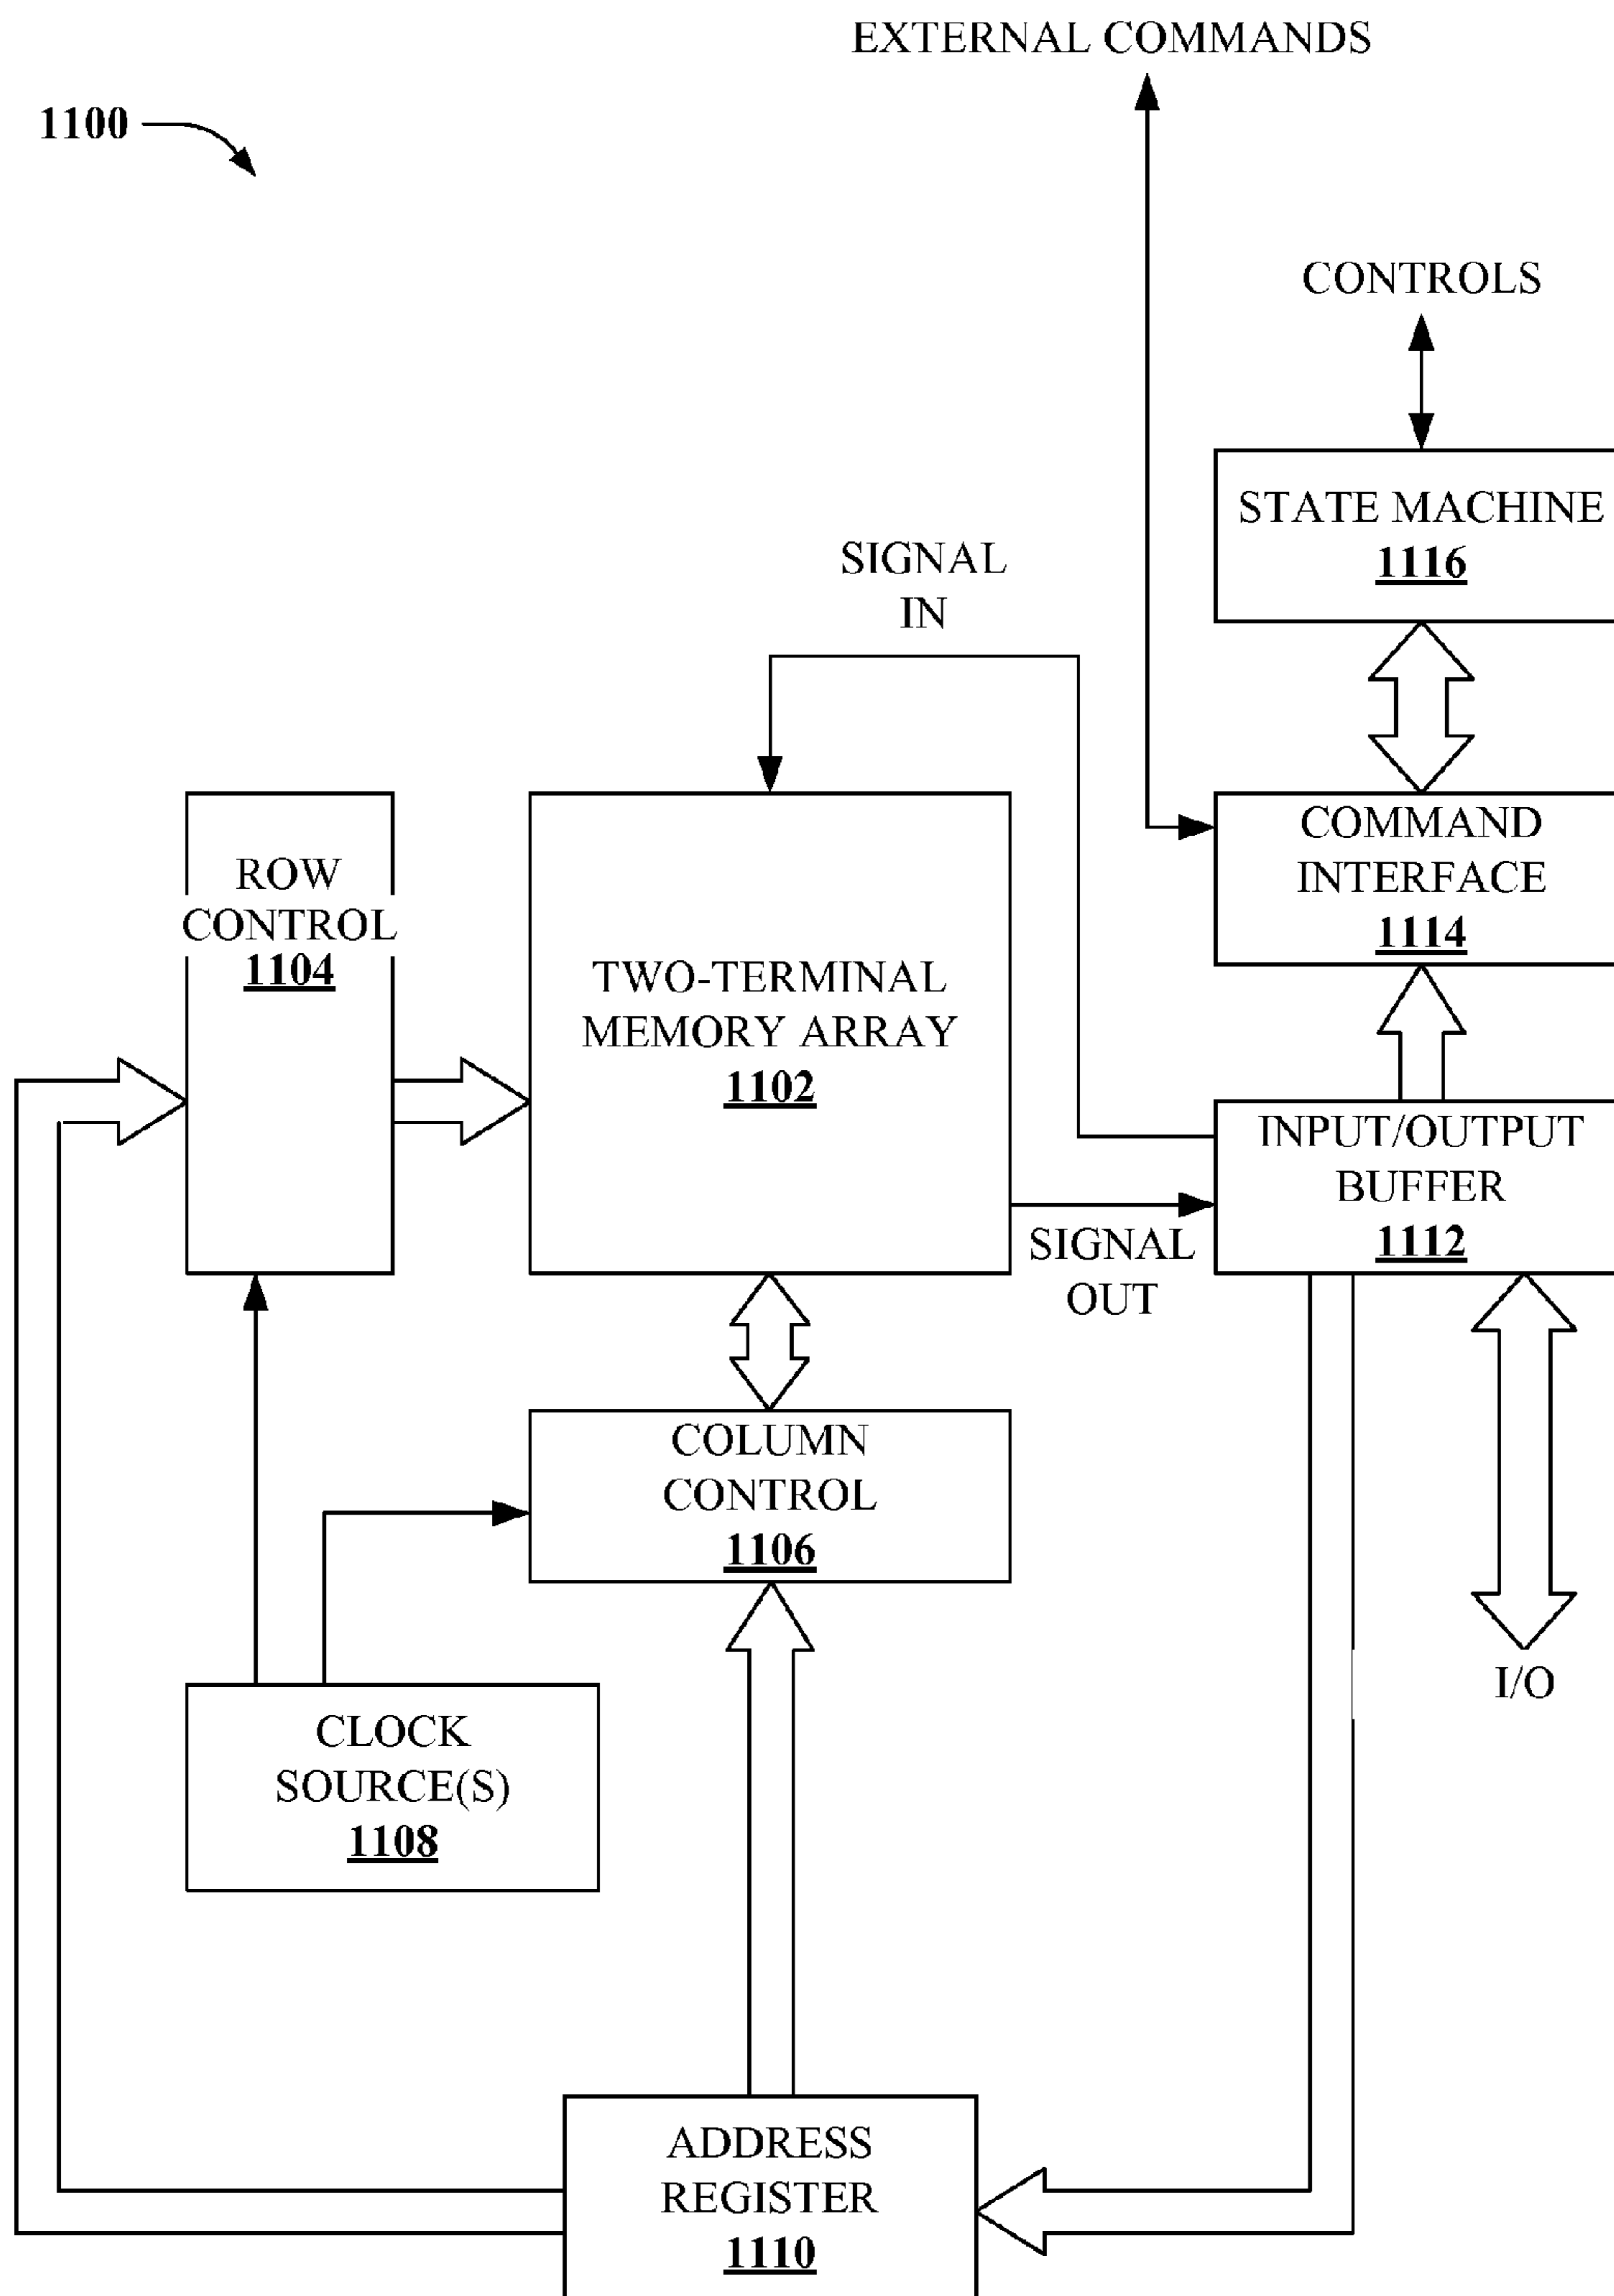 EXTERNAL COMMANDS
1100
CONTROLS
STATE MACHINE
1116
SIGNAL
IN
COMMAND
INTERFACE
1114
ROW
CONTROL
1104
TWO-TERMINAL
MEMORY ARRAY
1102
INPUT/OUTPUT
BUFFER
1112
SIGNAL
OUT
COLUMN
CONTROL
1106
I/O
CLOCK
SOURCE(S)
1108
ADDRESS
REGISTER
1110